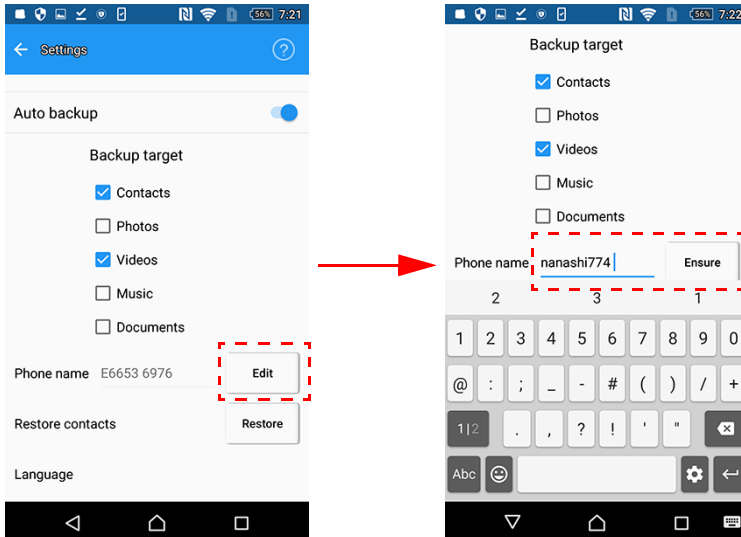 56% 7:21
Settings
?
Auto backup
Backup target
Contacts
Photos
Videos
Music
Documents
Phone name E6653 6976 Edit
Restore contacts Restore
Language
56% 7:22
Backup target
Contacts
Photos
Videos
Music
Documents
Phone name nanashi774 Ensure
2 3 1
1 2 3 4 5 6 7 8 9 0
@ : ; _ - # ( ) / +
1|2 . , ? ! ' "
Abc